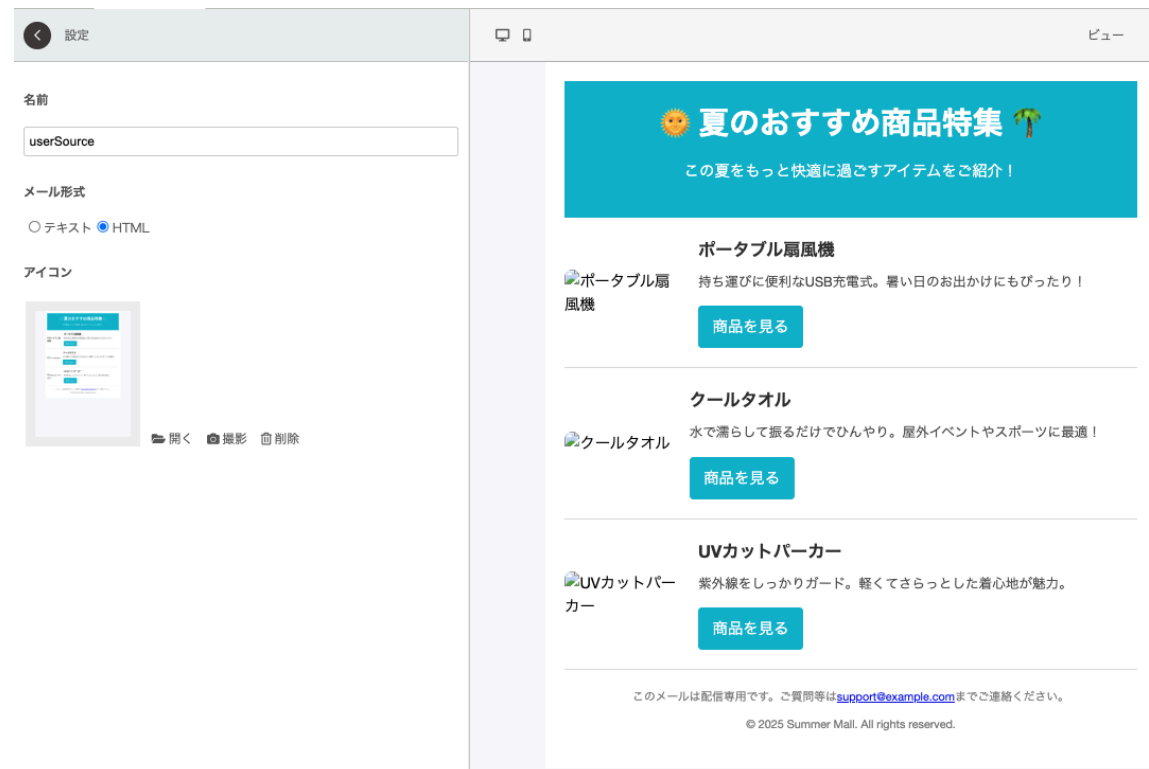 設定
ビュー
名前
userSource
メール形式
テキスト HTML
アイコン
開く 撮影 削除
🌞 夏のおすすめ商品特集 🌴
この夏をもっと快適に過ごすアイテムをご紹介！
ポータブル扇
風機
ポータブル扇風機
持ち運びに便利なUSB充電式。暑い日のお出かけにもぴったり！
商品を見る
クールタオル
クールタオル
水で濡らして振るだけでひんやり。屋外イベントやスポーツに最適！
商品を見る
UVカットパー
カー
UVカットパーカー
紫外線をしっかりガード。軽くてさらっとした着心地が魅力。
商品を見る
このメールは配信専用です。ご質問等はsupport@example.comまでご連絡ください。
© 2025 Summer Mall. All rights reserved.